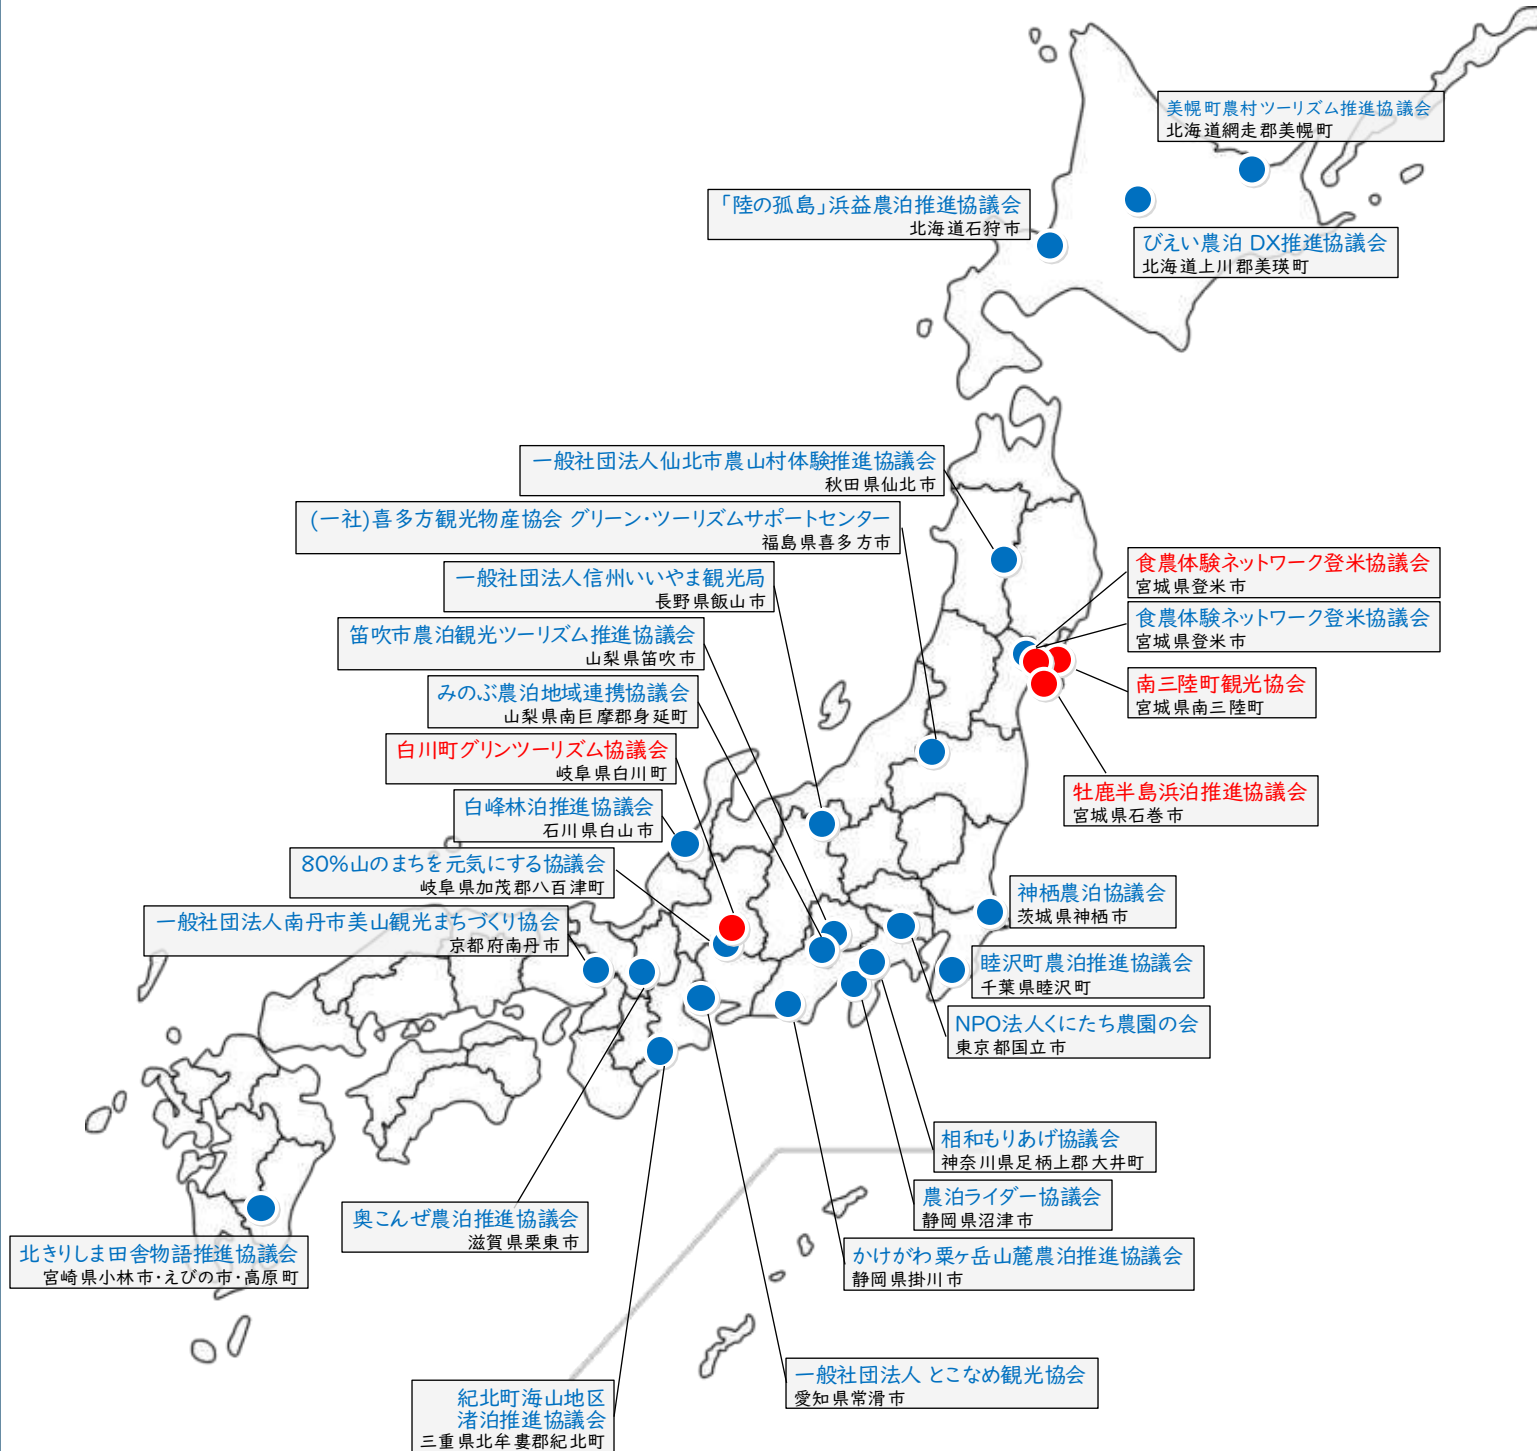 美幌町農村ツーリズム推進協議会
北海道網走郡美幌町
「陸の孤島」浜益農泊推進協議会
北海道石狩市
びえい農泊 DX推進協議会
北海道上川郡美瑛町
一般社団法人仙北市農山村体験推進協議会
秋田県仙北市
(一社)喜多方観光物産協会 グリーン・ツーリズムサポートセンター
福島県喜多方市
一般社団法人信州いいやま観光局
長野県飯山市
笛吹市農泊観光ツーリズム推進協議会
山梨県笛吹市
みのぶ農泊地域連携協議会
山梨県南巨摩郡身延町
白川町グリンツーリズム協議会
岐阜県白川町
白峰林泊推進協議会
石川県白山市
80%山のまちを元気にする協議会
岐阜県加茂郡八百津町
一般社団法人南丹市美山観光まちづくり協会
京都府南丹市
食農体験ネットワーク登米協議会
宮城県登米市
食農体験ネットワーク登米協議会
宮城県登米市
南三陸町観光協会
宮城県南三陸町
牡鹿半島浜泊推進協議会
宮城県石巻市
神栖農泊協議会
茨城県神栖市
睦沢町農泊推進協議会
千葉県睦沢町
NPO法人くにたち農園の会
東京都国立市
相和もりあげ協議会
神奈川県足柄上郡大井町
農泊ライダー協議会
静岡県沼津市
かけがわ粟ヶ岳山麓農泊推進協議会
静岡県掛川市
一般社団法人 とこなめ観光協会
愛知県常滑市
奥こんぜ農泊推進協議会
滋賀県栗東市
北きりしま田舎物語推進協議会
宮崎県小林市・えびの市・高原町
紀北町海山地区
渚泊推進協議会
三重県北牟婁郡紀北町